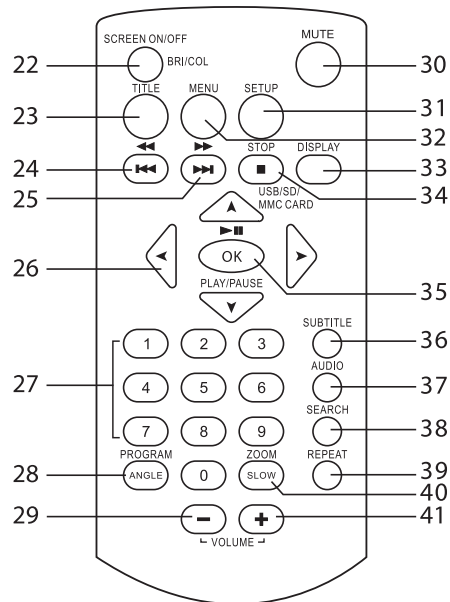 SCREEN ON/OFF
MUTE
22
BRI/COL
30
TITLE
MENU
SETUP
23
31
32
STOP
DISPLAY
24
33
25
USB/SD/
MMC CARD
34
26
OK
35
PLAY/PAUSE
SUBTITLE
36
1
2
3
27
AUDIO
37
4
5
6
SEARCH
38
7
8
9
PROGRAM
ZOOM
REPEAT
39
28
ANGLE
0
SLOW
40
29
41
VOLUME